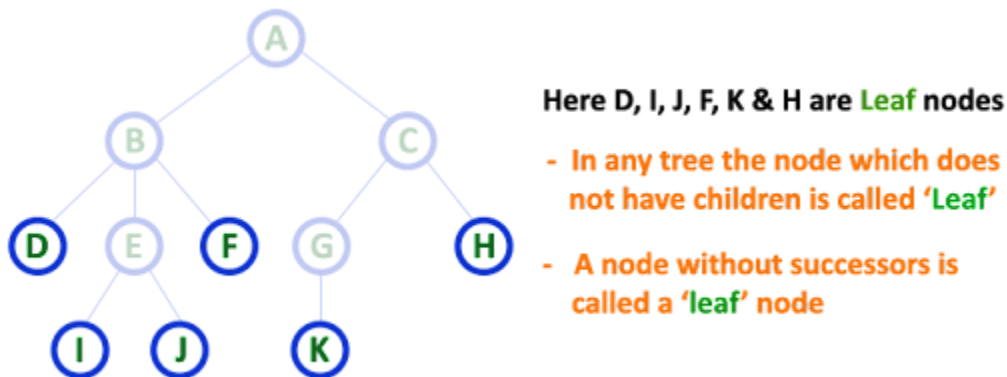 A
B C
D E F G H
I J K
Here D, I, J, F, K & H are Leaf nodes
- In any tree the node which does
not have children is called ‘Leaf’
- A node without successors is
called a ‘leaf’ node